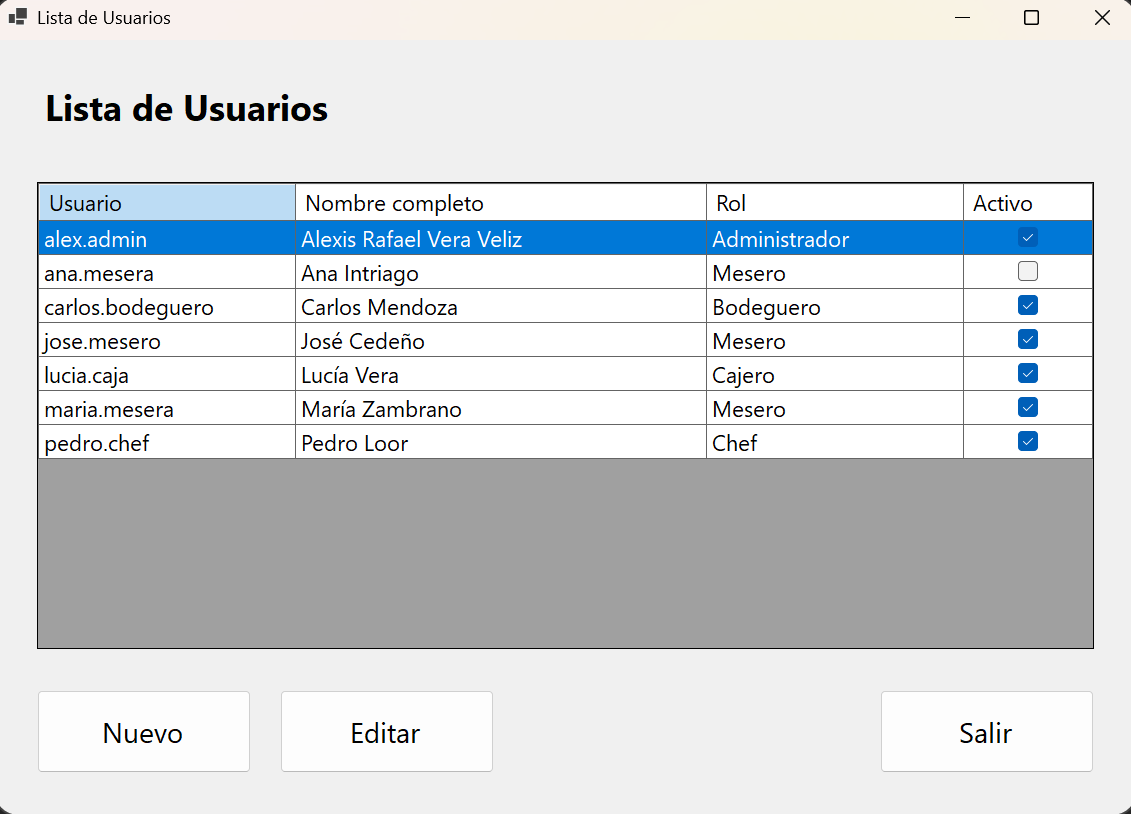 Lista de Usuarios
Lista de Usuarios
Usuario Nombre completo Rol Activo
alex.admin Alexis Rafael Vera Veliz Administrador
ana.mesera Ana Intriago Mesero
carlos.bodeguero Carlos Mendoza Bodeguero
jose.mesero José Cedeño Mesero
lucia.caja Lucía Vera Cajero
maria.mesera María Zambrano Mesero
pedro.chef Pedro Loor Chef
Nuevo Editar Salir